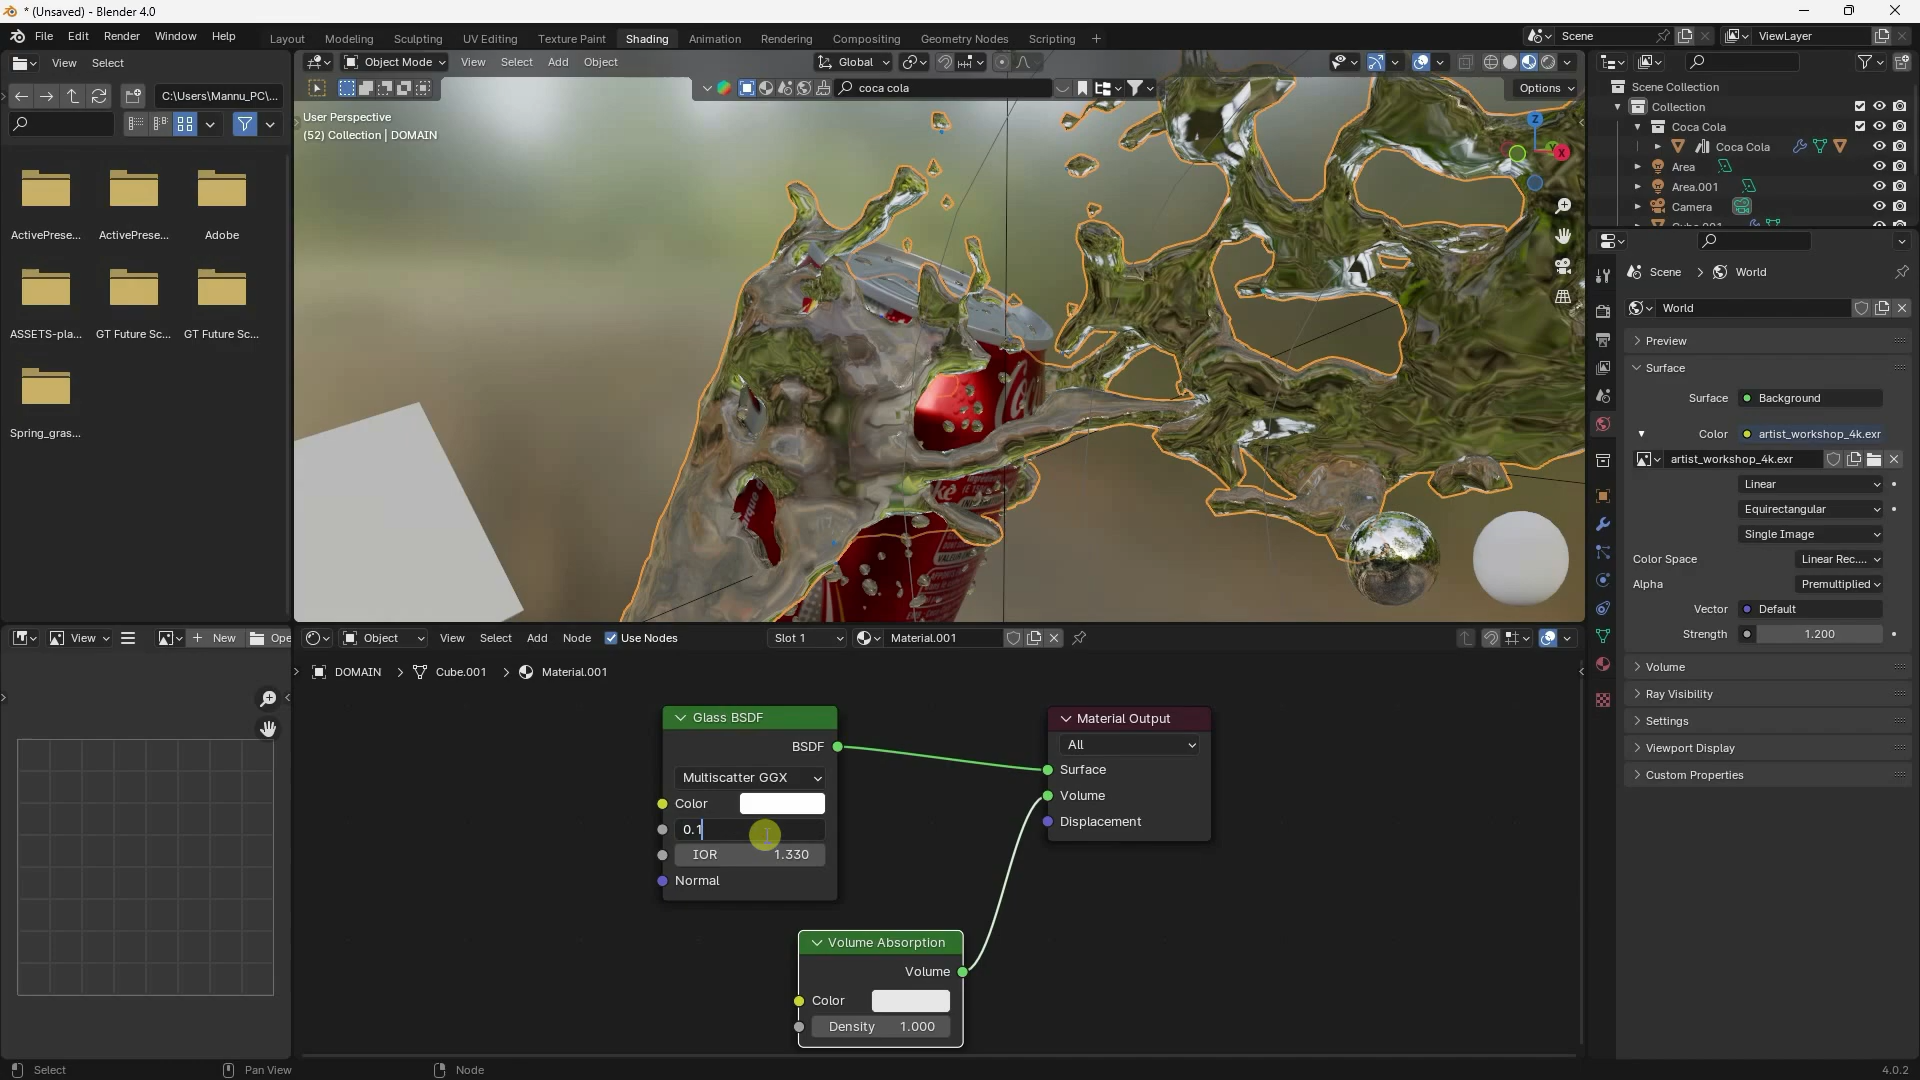 * (Unsaved) - Blender 4.0
File Edit Render Window Help
Layout Modeling Sculpting UV Editing Texture Paint Shading Animation Rendering Compositing Geometry Nodes Scripting +
Scene
ViewLayer
View Select
Object Mode View Select Add Object
Global
C:\Users\Mannu_PC\...
coca cola
Options
User Perspective
(52) Collection | DOMAIN
Z
X
Scene Collection
Collection
Coca Cola
Coca Cola
Area
Area.001
Camera
ActivePrese...
ActivePrese...
Adobe
ASSETS-pla...
GT Future Sc...
GT Future Sc...
Spring_gras...
Scene > World
World
Preview
Surface
Surface Background
Color artist_workshop_4k.exr
artist_workshop_4k.exr
Linear
Equirectangular
Single Image
Color Space Linear Rec....
Alpha Premultiplied
Vector Default
Strength 1.200
Volume
Ray Visibility
Settings
Viewport Display
Custom Properties
View + New Ope
Object View Select Add Node Use Nodes Slot 1 Material.001
DOMAIN > Cube.001 > Material.001
Glass BSDF
BSDF
Multiscatter GGX
Color
0.1
IOR 1.330
Normal
Material Output
All
Surface
Volume
Displacement
Volume Absorption
Volume
Color
Density 1.000
Select Pan View Node 4.0.2